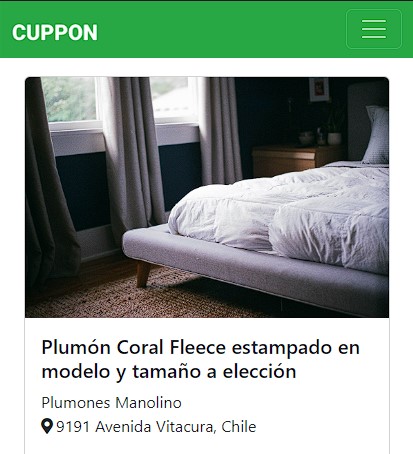 CUPPON
Plumón Coral Fleece estampado en
modelo y tamaño a elección
Plumones Manolino
9191 Avenida Vitacura, Chile